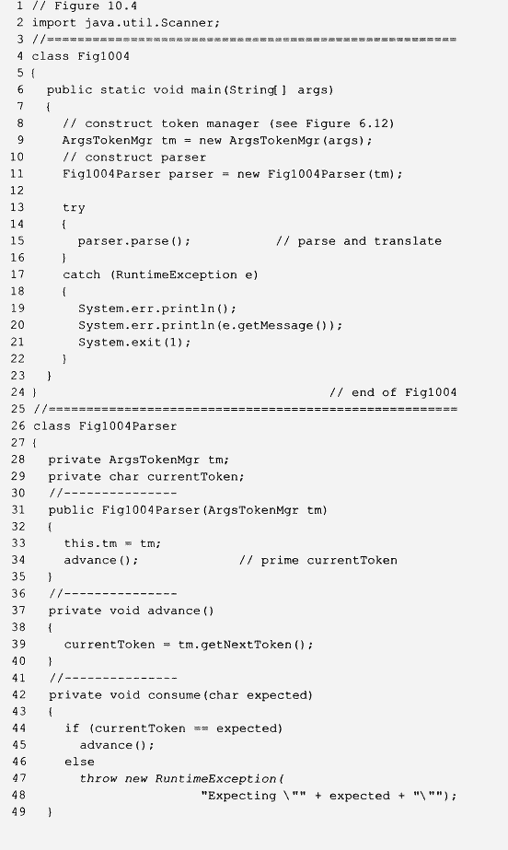 1 // Figure 10.4
2 import java.util.Scanner;
3 //======================================================
4 class Fig1004
5 {
6   public static void main(String[] args)
7   {
8     // construct token manager (see Figure 6.12)
9     ArgsTokenMgr tm = new ArgsTokenMgr(args);
10     // construct parser
11     Fig1004Parser parser = new Fig1004Parser(tm);
12
13     try
14     {
15       parser.parse();           // parse and translate
16     }
17     catch (RuntimeException e)
18     {
19       System.err.println();
20       System.err.println(e.getMessage());
21       System.exit(1);
22     }
23   }
24 }                                       // end of Fig1004
25 //======================================================
26 class Fig1004Parser
27 {
28   private ArgsTokenMgr tm;
29   private char currentToken;
30   //---------------
31   public Fig1004Parser(ArgsTokenMgr tm)
32   {
33     this.tm = tm;
34     advance();             // prime currentToken
35   }
36   //---------------
37   private void advance()
38   {
39     currentToken = tm.getNextToken();
40   }
41   //---------------
42   private void consume(char expected)
43   {
44     if (currentToken == expected)
45       advance();
46     else
47       throw new RuntimeException(
48                       "Expecting \"" + expected + "\"");
49   }